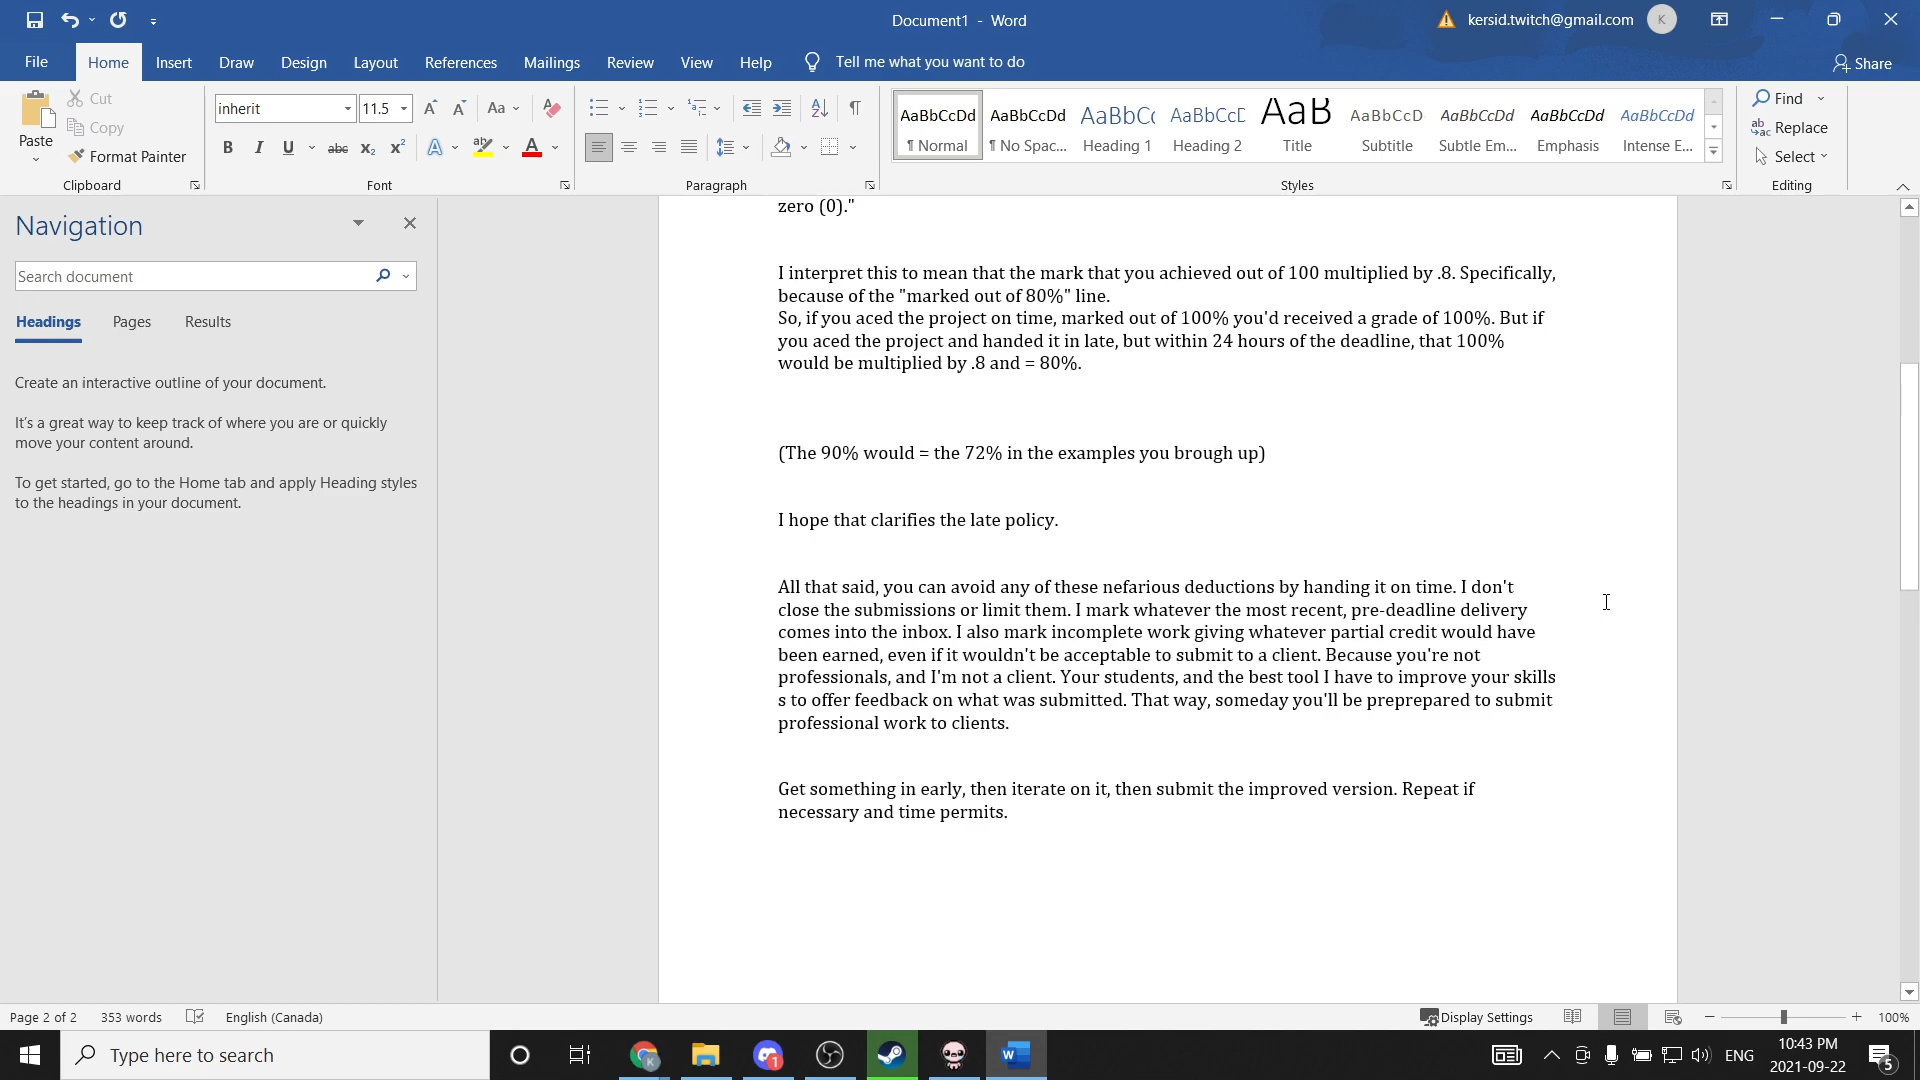 Document1 - Word
kersid.twitch@gmail.com
K
File
Home
Insert
Draw
Design
Layout
References
Mailings
Review
View
Help
Tell me what you want to do
Share
Paste
Cut
Copy
Format Painter
Clipboard
inherit
11.5
Aa
B I U abc x₂ x² A A
Font
Paragraph
AaBbCcDd AaBbCcDd AaBbCc AaBbCcE AaB AaBbCcD AaBbCcDd AaBbCcDd AaBbCcDd
¶ Normal ¶ No Spac... Heading 1 Heading 2 Title Subtitle Subtle Em... Emphasis Intense E...
Styles
Find
Replace
Select
Editing
Navigation
Search document
Headings Pages Results
Create an interactive outline of your document.
It's a great way to keep track of where you are or quickly
move your content around.
To get started, go to the Home tab and apply Heading styles
to the headings in your document.
zero (0)."
I interpret this to mean that the mark that you achieved out of 100 multiplied by .8. Specifically,
because of the "marked out of 80%" line.
So, if you aced the project on time, marked out of 100% you'd received a grade of 100%. But if
you aced the project and handed it in late, but within 24 hours of the deadline, that 100%
would be multiplied by .8 and = 80%.
(The 90% would = the 72% in the examples you brough up)
I hope that clarifies the late policy.
All that said, you can avoid any of these nefarious deductions by handing it on time. I don't
close the submissions or limit them. I mark whatever the most recent, pre-deadline delivery
comes into the inbox. I also mark incomplete work giving whatever partial credit would have
been earned, even if it wouldn't be acceptable to submit to a client. Because you're not
professionals, and I'm not a client. Your students, and the best tool I have to improve your skills
s to offer feedback on what was submitted. That way, someday you'll be preprepared to submit
professional work to clients.
Get something in early, then iterate on it, then submit the improved version. Repeat if
necessary and time permits.
Page 2 of 2
353 words
English (Canada)
Display Settings
100%
Type here to search
K
1
ENG
10:43 PM
2021-09-22
5